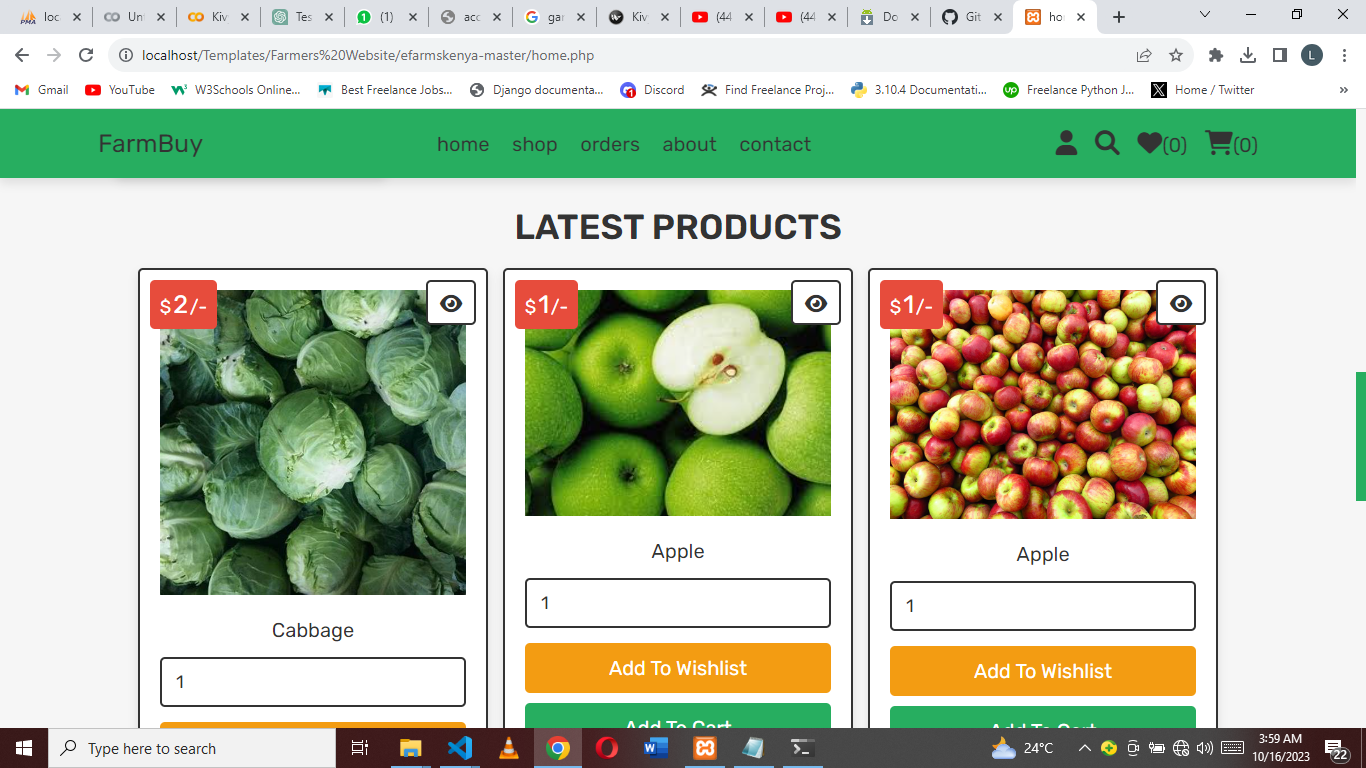 loc
Unt
Kiv
Tes
(1)
acc
gar
Kiv
(44
(44
Do
Git
ho
localhost/Templates/Farmers%20Website/efarmskenya-master/home.php
L
Gmail
YouTube
W3Schools Online...
Best Freelance Jobs...
Django documenta...
Discord
Find Freelance Proj...
3.10.4 Documentati...
Freelance Python J...
Home / Twitter
»
FarmBuy
home
shop
orders
about
contact
(0)
(0)
LATEST PRODUCTS
$2/-
$1/-
$1/-
Cabbage
Apple
Apple
1
1
1
Add To Wishlist
Add To Wishlist
Add To Cart
Add To Cart
Type here to search
24°C
3:59 AM
10/16/2023
22